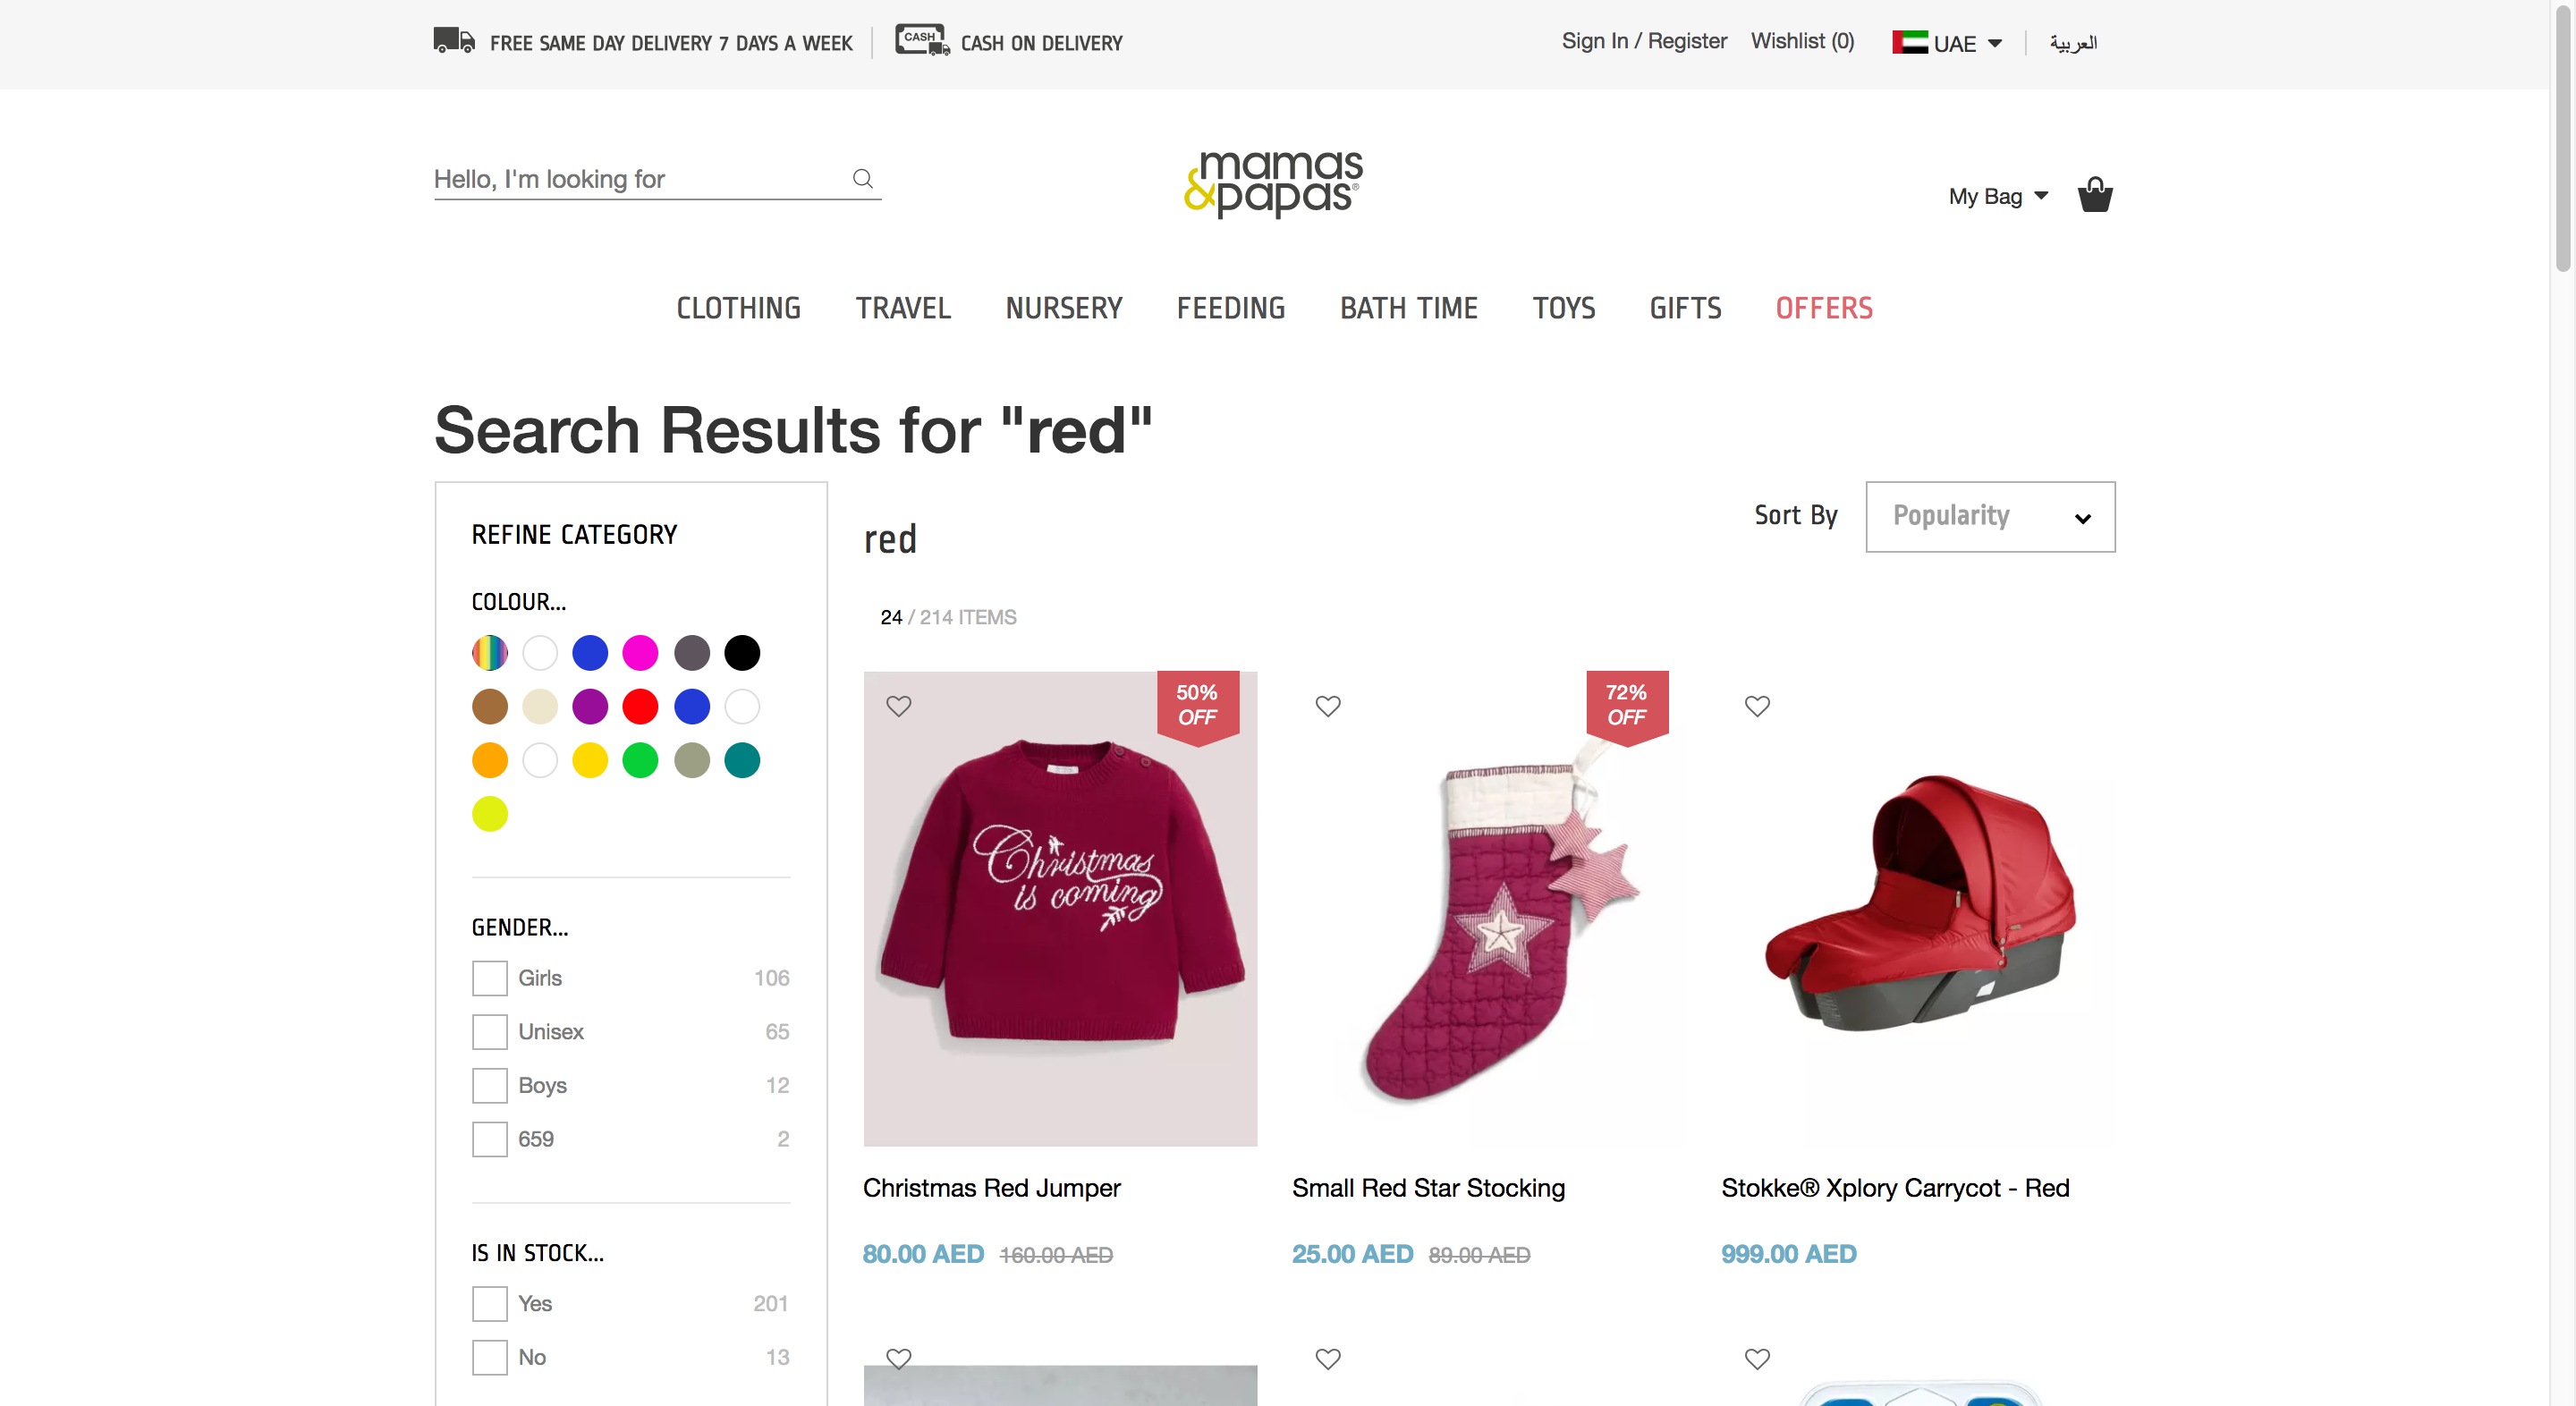 FREE SAME DAY DELIVERY 7 DAYS A WEEK
CASH
CASH ON DELIVERY
Sign In / Register
Wishlist (0)
UAE
العربية
Hello, I'm looking for
mamas
&papas®
My Bag
CLOTHING
TRAVEL
NURSERY
FEEDING
BATH TIME
TOYS
GIFTS
OFFERS
Search Results for "red"
REFINE CATEGORY
COLOUR...
GENDER...
Girls 106
Unisex 65
Boys 12
659 2
IS IN STOCK...
Yes 201
No 13
red
Sort By
Popularity
24 / 214 ITEMS
50%
OFF
Christmas
is coming
Christmas Red Jumper
80.00 AED 160.00 AED
72%
OFF
Small Red Star Stocking
25.00 AED 89.00 AED
Stokke® Xplory Carrycot - Red
999.00 AED